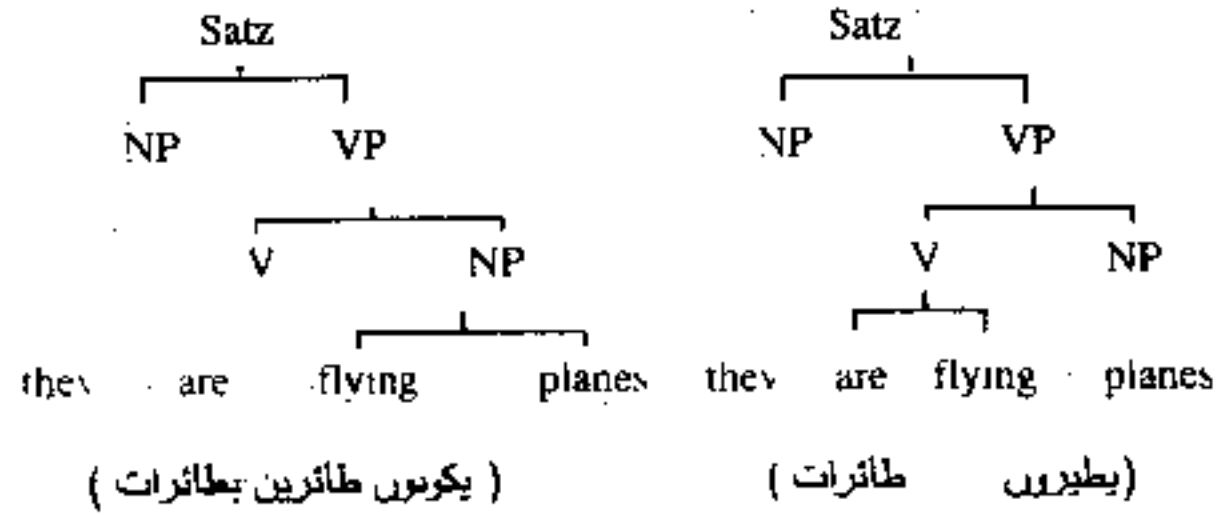 Satz Satz
NP VP NP VP
V NP V NP
they are flying planes they are flying planes
( يكونون طائرين بطائرات ) (يطيرون طائرات )